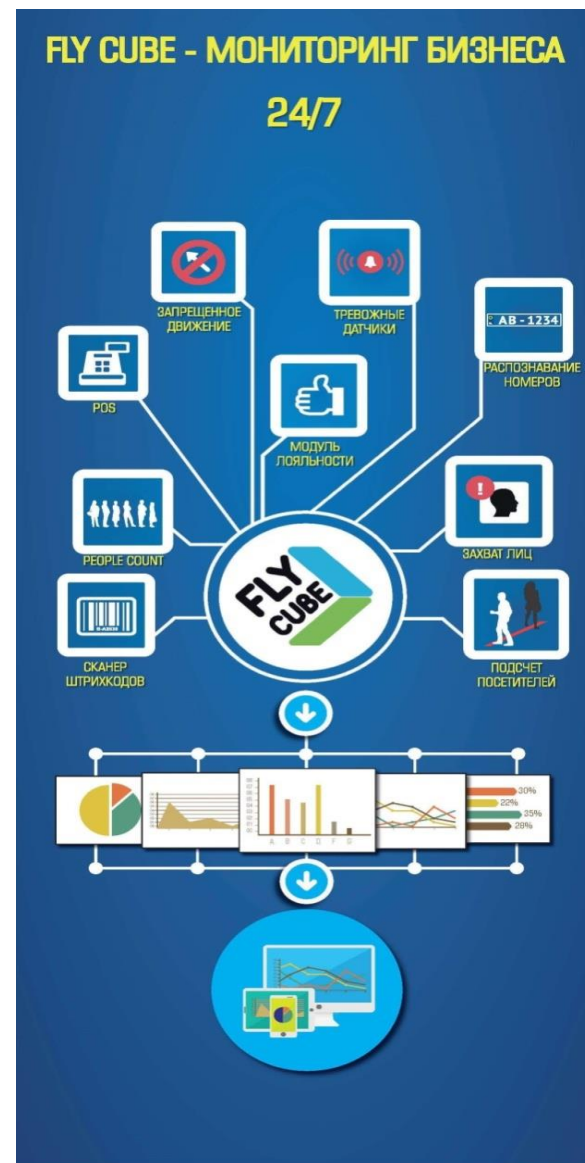 FLY CUBE - МОНИТОРИНГ БИЗНЕСА
24/7
ЗАПРЕЩЕННОЕ
ДВИЖЕНИЕ
ТРЕВОЖНЫЕ
ДАТЧИКИ
AB - 1234
РАСПОЗНАВАНИЕ
НОМЕРОВ
POS
МОДУЛЬ
ЛОЯЛЬНОСТИ
PEOPLE COUNT
!
ЗАХВАТ ЛИЦ
FLY
CUBE
СКАНЕР
ШТРИХКОДОВ
ПОДСЧЕТ
ПОСЕТИТЕЛЕЙ
30%
22%
35%
28%
A B C D F G